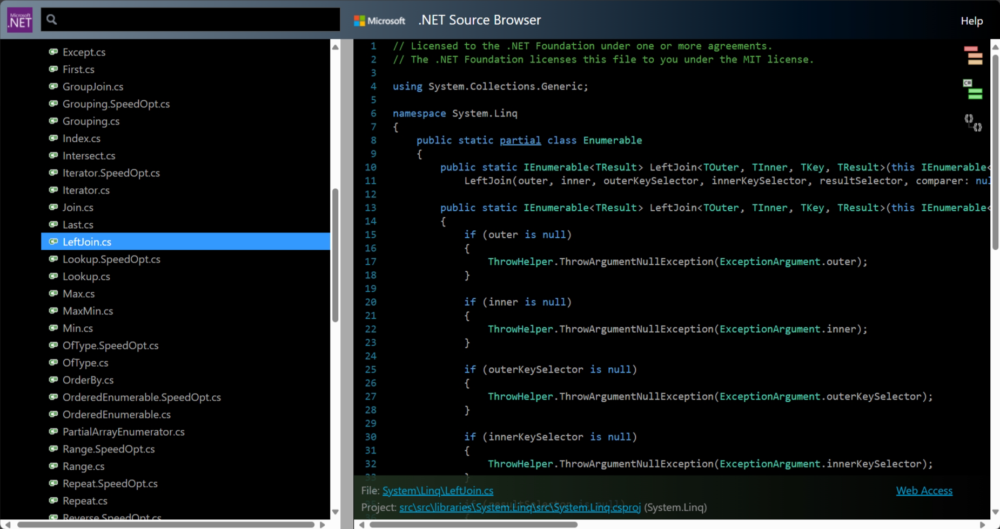 Microsoft
.NET
Microsoft
.NET Source Browser
Help
Except.cs
First.cs
GroupJoin.cs
Grouping.SpeedOpt.cs
Grouping.cs
Index.cs
Intersect.cs
Iterator.SpeedOpt.cs
Iterator.cs
Join.cs
Last.cs
LeftJoin.cs
Lookup.SpeedOpt.cs
Lookup.cs
Max.cs
MaxMin.cs
Min.cs
OfType.SpeedOpt.cs
OfType.cs
OrderBy.cs
OrderedEnumerable.SpeedOpt.cs
OrderedEnumerable.cs
PartialArrayEnumerator.cs
Range.SpeedOpt.cs
Range.cs
Repeat.SpeedOpt.cs
Repeat.cs
Reverse.SpeedOpt.cs
1 // Licensed to the .NET Foundation under one or more agreements.
2 // The .NET Foundation licenses this file to you under the MIT license.
3
4 using System.Collections.Generic;
5
6 namespace System.Linq
7 {
8 public static partial class Enumerable
9 {
10 public static IEnumerable<TResult> LeftJoin<TOuter, TInner, TKey, TResult>(this IEnumerable<
11 LeftJoin(outer, inner, outerKeySelector, innerKeySelector, resultSelector, comparer: nul
12
13 public static IEnumerable<TResult> LeftJoin<TOuter, TInner, TKey, TResult>(this IEnumerable<
14 {
15 if (outer is null)
16 {
17 ThrowHelper.ThrowArgumentNullException(ExceptionArgument.outer);
18 }
19
20 if (inner is null)
21 {
22 ThrowHelper.ThrowArgumentNullException(ExceptionArgument.inner);
23 }
24
25 if (outerKeySelector is null)
26 {
27 ThrowHelper.ThrowArgumentNullException(ExceptionArgument.outerKeySelector);
28 }
29
30 if (innerKeySelector is null)
31 {
32 ThrowHelper.ThrowArgumentNullException(ExceptionArgument.innerKeySelector);
33 }
File: System\Linq\LeftJoin.cs
Web Access
Project: src\src\libraries\System.Linq\src\System.Linq.csproj (System.Linq)
C#